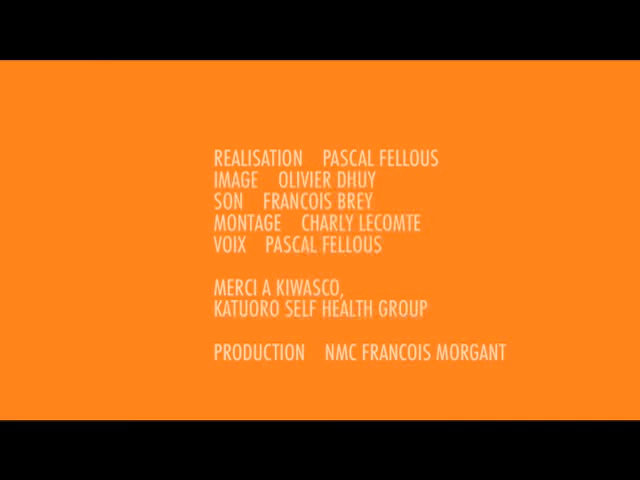 REALISATION PASCAL FELLOUS
IMAGE OLIVIER DHUY
SON FRANCOIS BREY
MONTAGE CHARLY LECOMTE
VOIX PASCAL FELLOUS
MERCI A KIWASCO,
KATUORO SELF HEALTH GROUP
PRODUCTION NMC FRANCOIS MORGANT